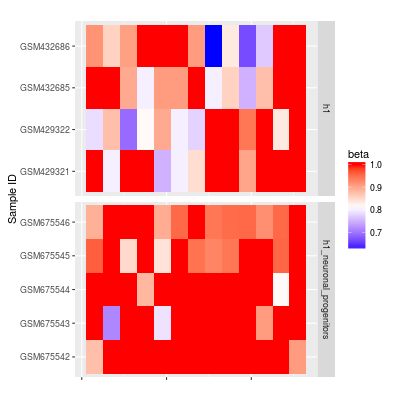 GSM432686
GSM432685
GSM429322
GSM429321
h1
GSM675546
GSM675545
GSM675544
GSM675543
GSM675542
h1_neuronal_progenitors
Sample ID
beta
1.0
0.9
0.8
0.7